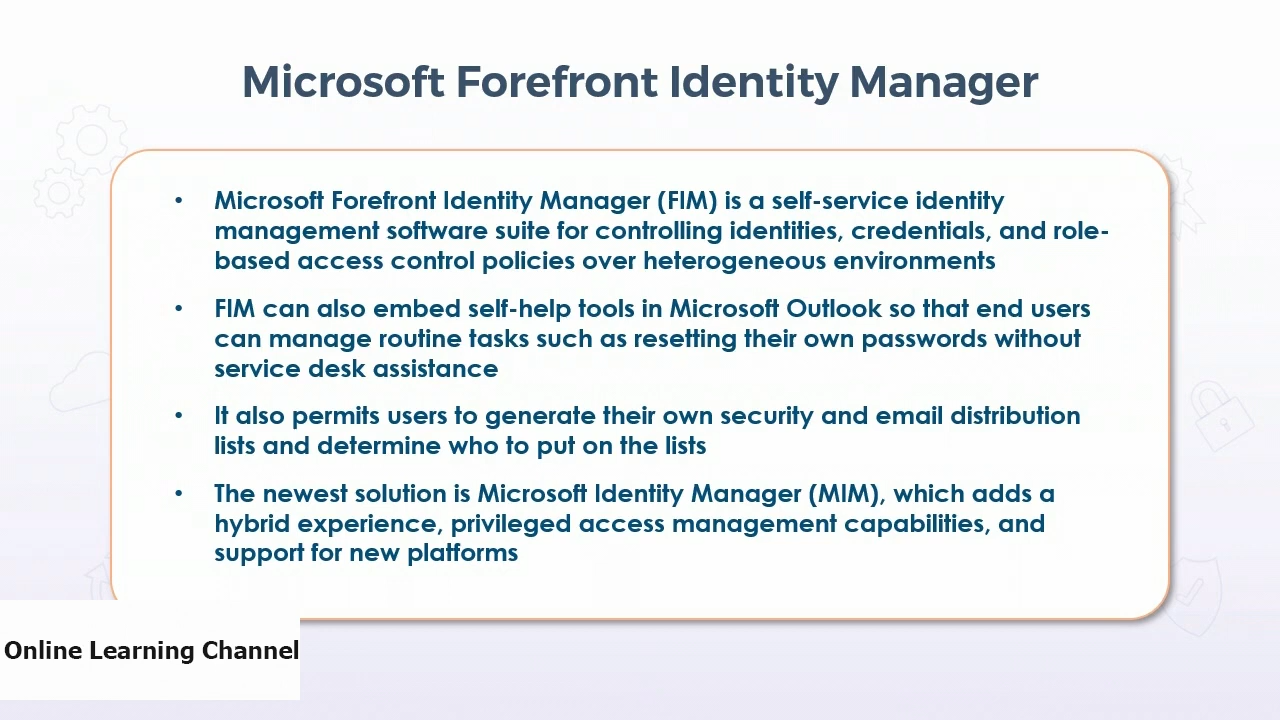 Microsoft Forefront Identity Manager
• Microsoft Forefront Identity Manager (FIM) is a self-service identity
management software suite for controlling identities, credentials, and role-
based access control policies over heterogeneous environments
• FIM can also embed self-help tools in Microsoft Outlook so that end users
can manage routine tasks such as resetting their own passwords without
service desk assistance
• It also permits users to generate their own security and email distribution
lists and determine who to put on the lists
• The newest solution is Microsoft Identity Manager (MIM), which adds a
hybrid experience, privileged access management capabilities, and
support for new platforms
Online Learning Channel